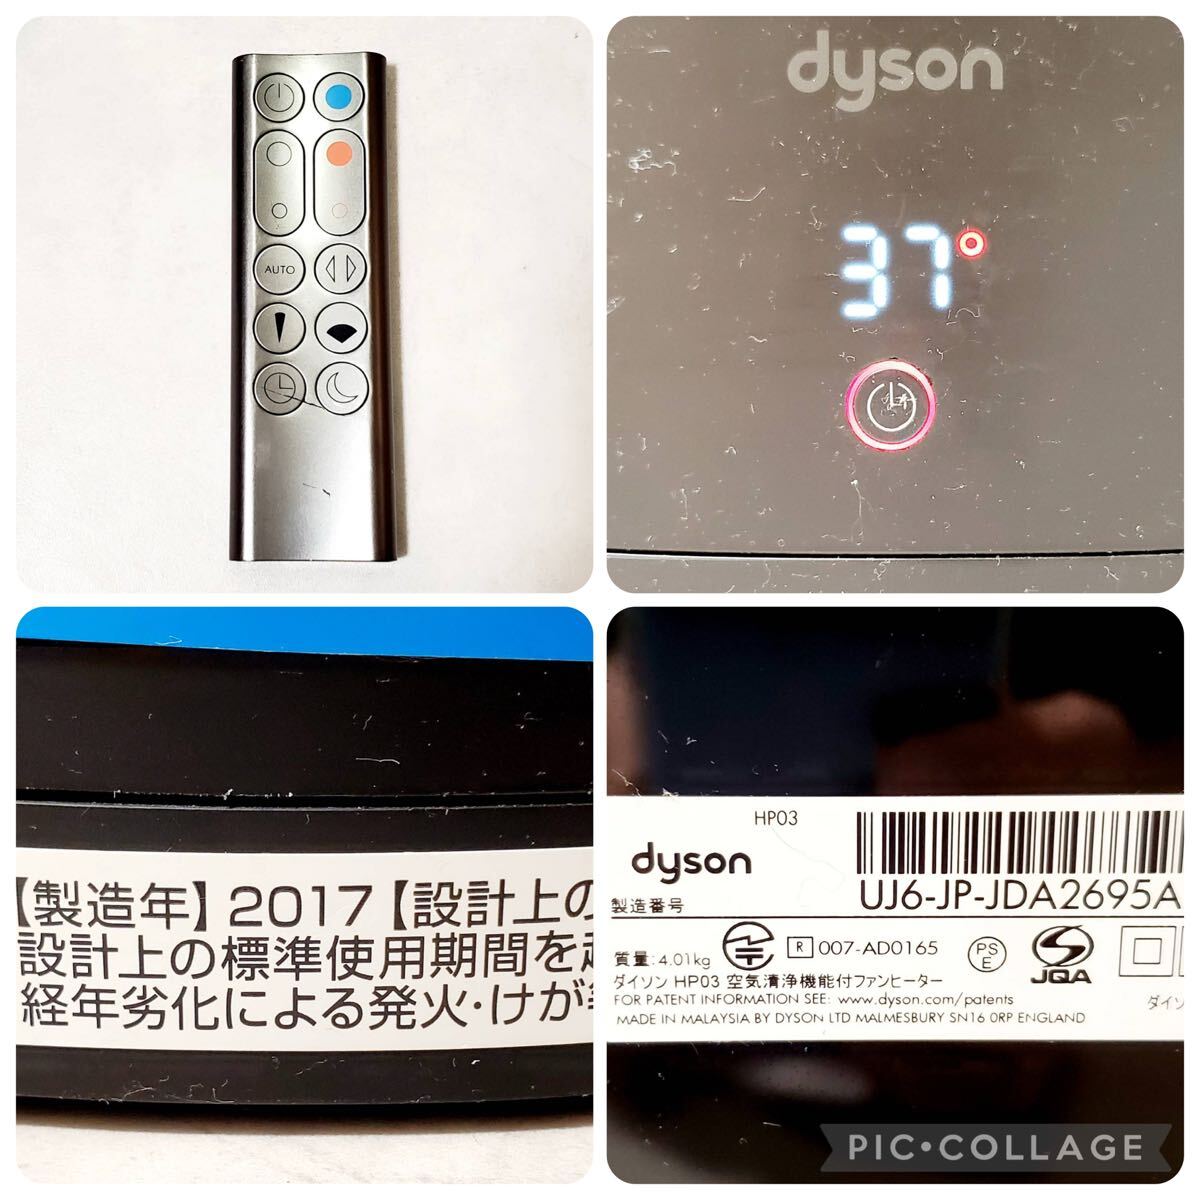 AUTO
dyson
37°
【製造年】2017【設計上の
設計上の標準使用期間を
経年劣化による発火・けが
HP03
dyson
UJ6-JP-JDA2695A
製造番号
質量:4.01kg R 007-AD0165 PS E JQA
ダイソン HP03 空気清浄機能付ファンヒーター
FOR PATENT INFORMATION SEE: www.dyson.com/patents
ダイソ
MADE IN MALAYSIA BY DYSON LTD MALMESBURY SN16 0RP ENGLAND
PIC•COLLAGE